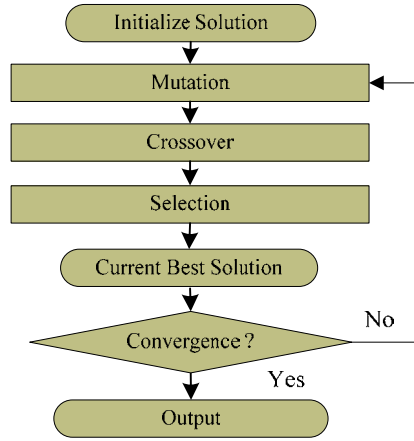 Initialize Solution
Mutation
Crossover
Selection
Current Best Solution
Convergence ?
No
Yes
Output